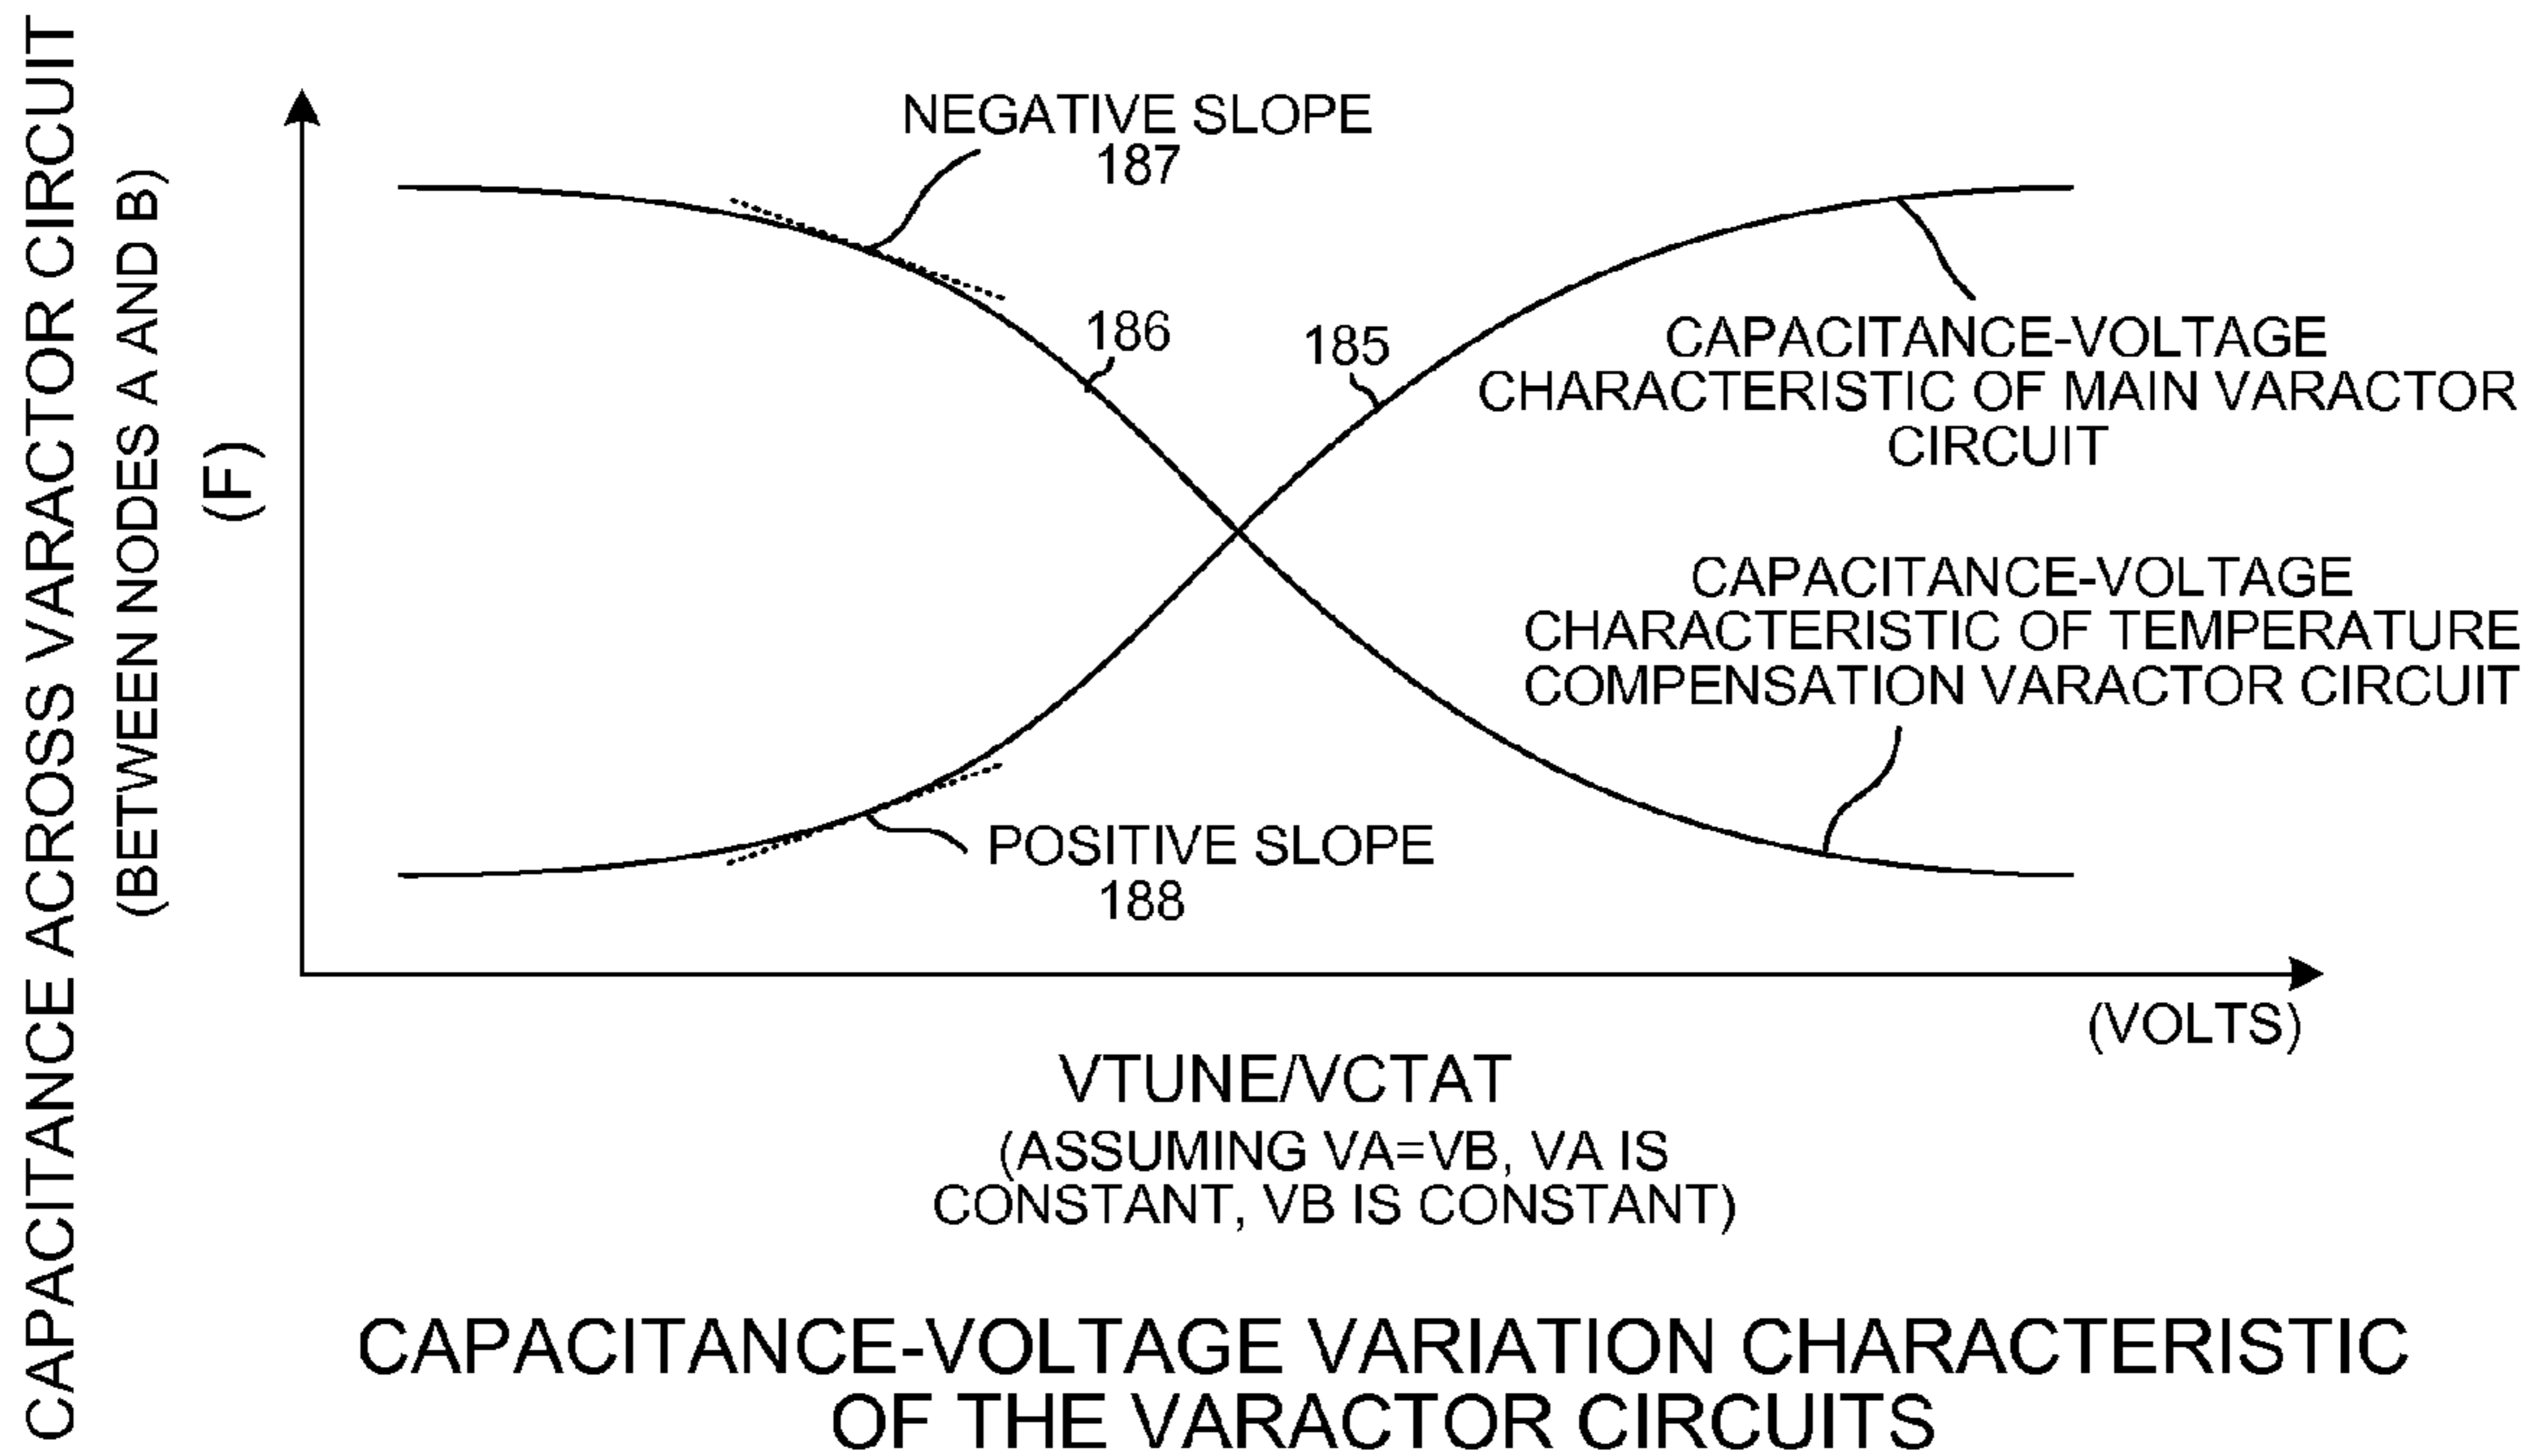 CAPACITANCE ACROSS VARACTOR CIRCUIT
(BETWEEN NODES A AND B)
(F)
NEGATIVE SLOPE
187
186
185
CAPACITANCE-VOLTAGE
CHARACTERISTIC OF MAIN VARACTOR
CIRCUIT
CAPACITANCE-VOLTAGE
CHARACTERISTIC OF TEMPERATURE
COMPENSATION VARACTOR CIRCUIT
POSITIVE SLOPE
188
(VOLTS)
VTUNE/VCTAT
(ASSUMING VA=VB, VA IS
CONSTANT, VB IS CONSTANT)
CAPACITANCE-VOLTAGE VARIATION CHARACTERISTIC
OF THE VARACTOR CIRCUITS